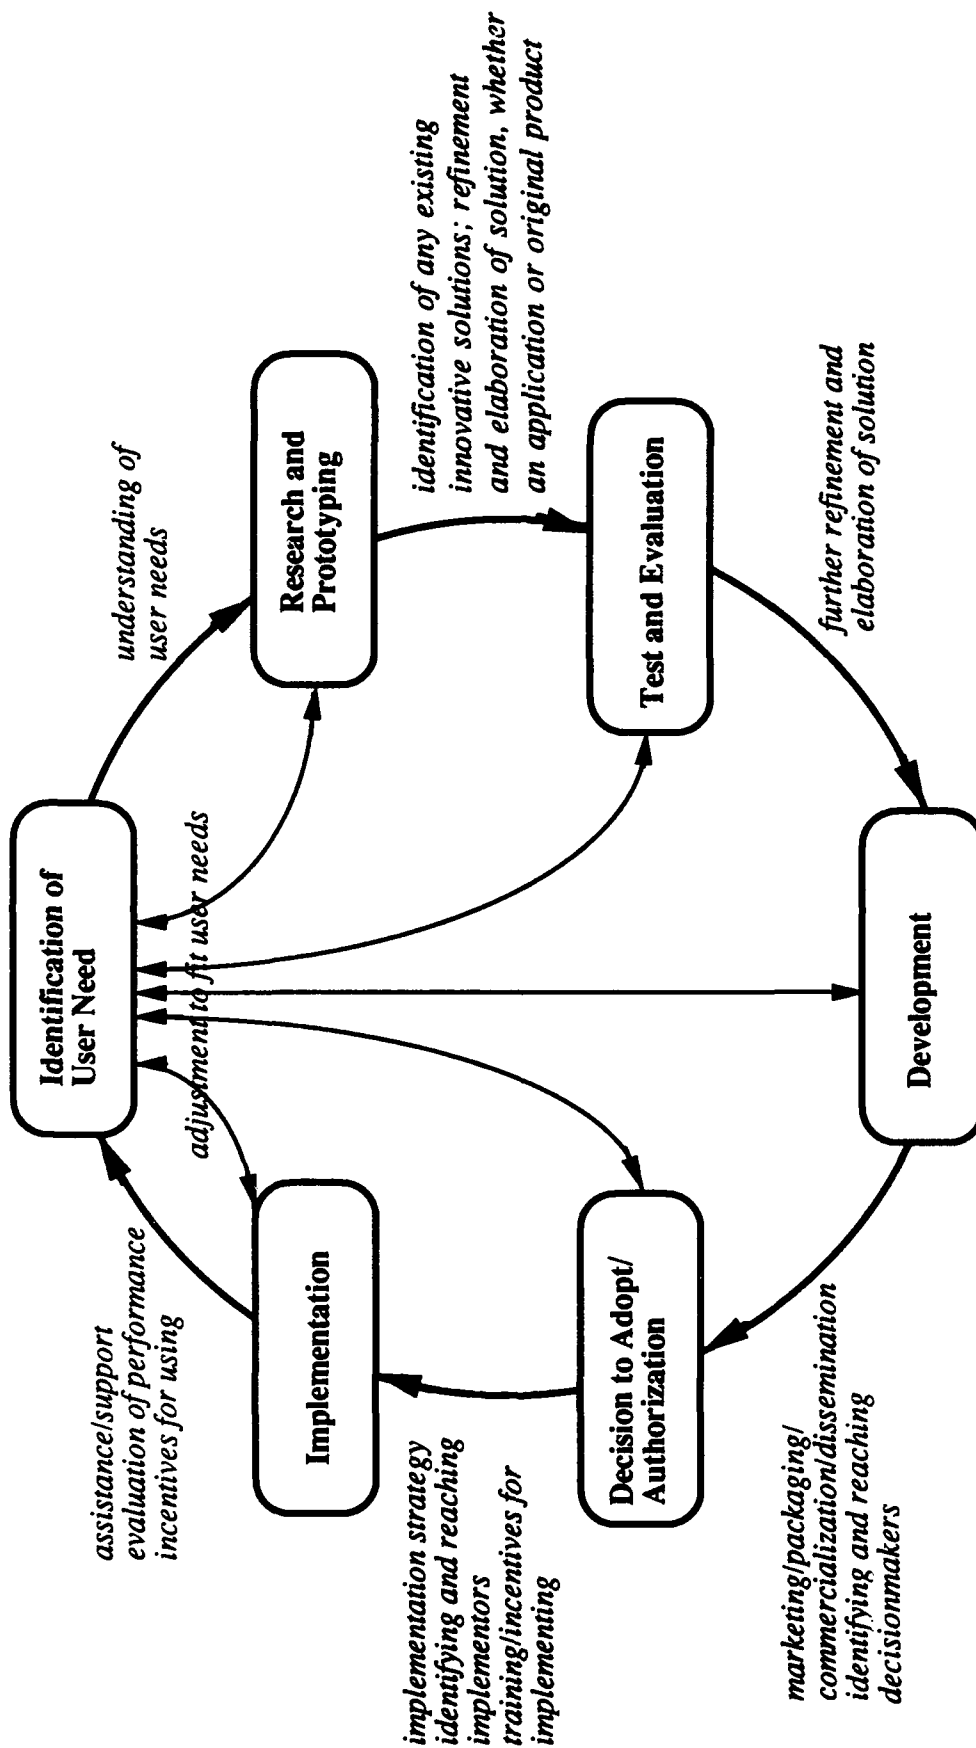 Identification of
User Need
understanding of
user needs
Research and
Prototyping
identification of any existing
innovative solutions; refinement
and elaboration of solution, whether
an application or original product
Test and Evaluation
further refinement and
elaboration of solution
Development
marketing/packaging/
commercialization/dissemination
identifying and reaching
decisionmakers
Decision to Adopt/
Authorization
implementation strategy
identifying and reaching
implementors
training/incentives for
implementing
Implementation
assistance/support
evaluation of performance
incentives for using
adjustment to fit user needs